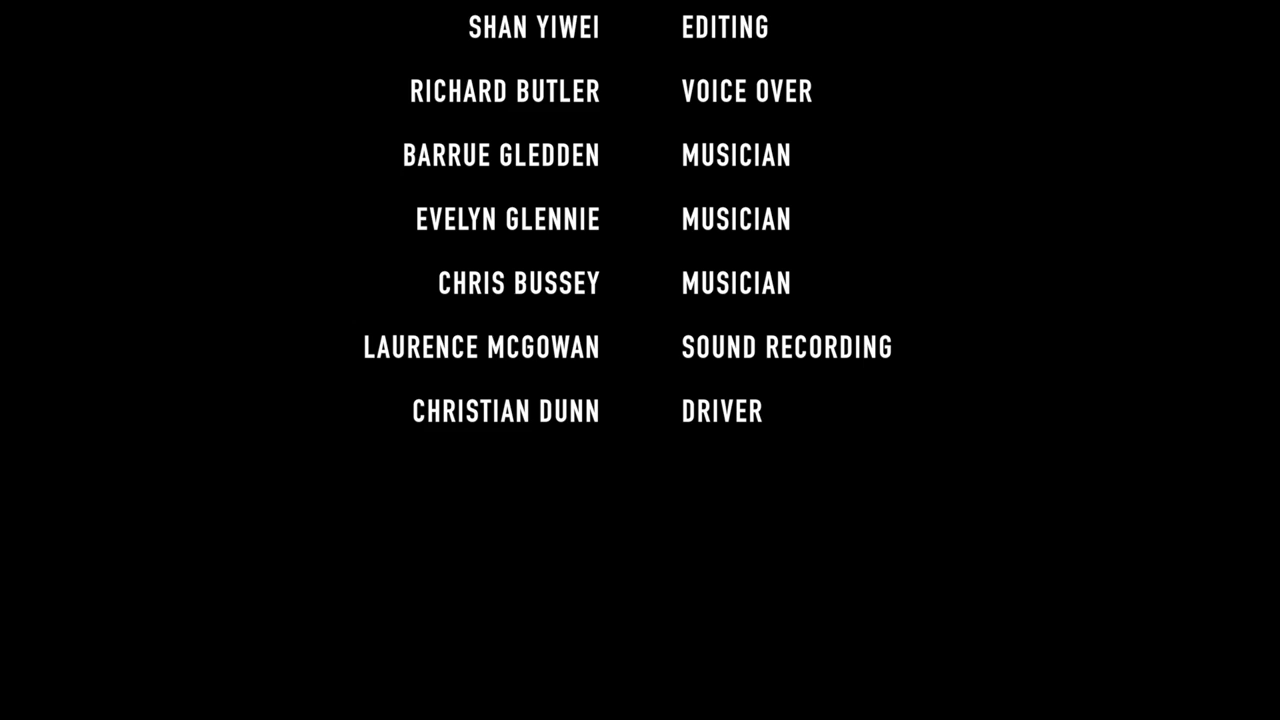 SHAN YIWEI EDITING
RICHARD BUTLER VOICE OVER
BARRUE GLEDDEN MUSICIAN
EVELYN GLENNIE MUSICIAN
CHRIS BUSSEY MUSICIAN
LAURENCE MCGOWAN SOUND RECORDING
CHRISTIAN DUNN DRIVER